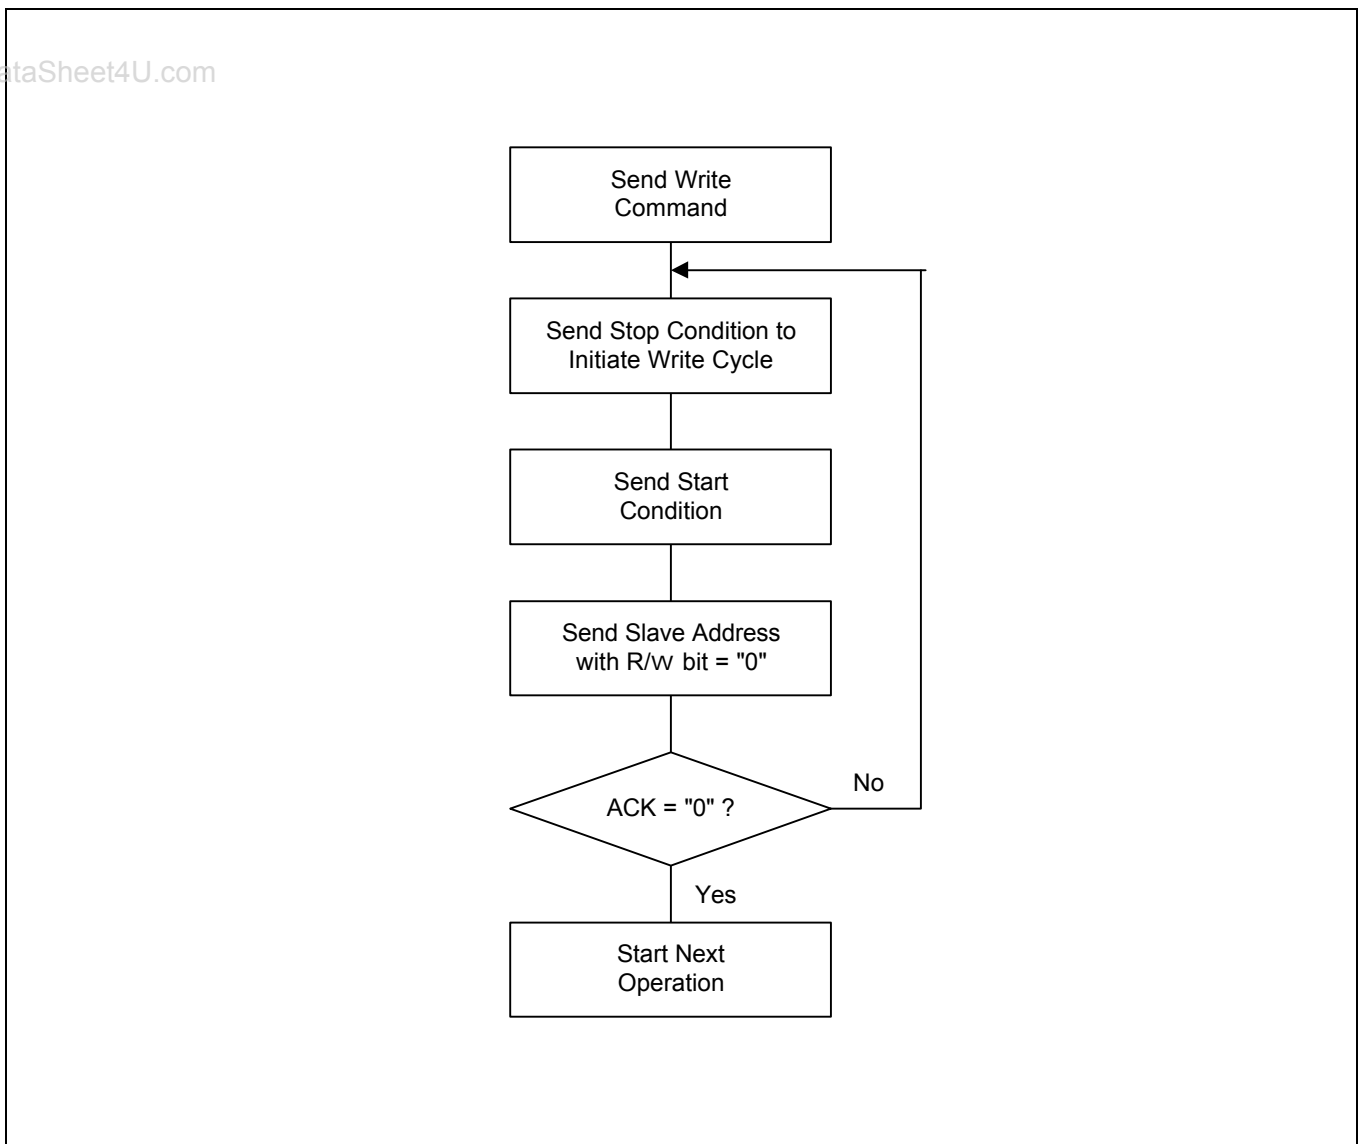 ataSheet4U.com
Send Write
Command
Send Stop Condition to
Initiate Write Cycle
Send Start
Condition
Send Slave Address
with R/W bit = "0"
ACK = "0" ?
No
Yes
Start Next
Operation